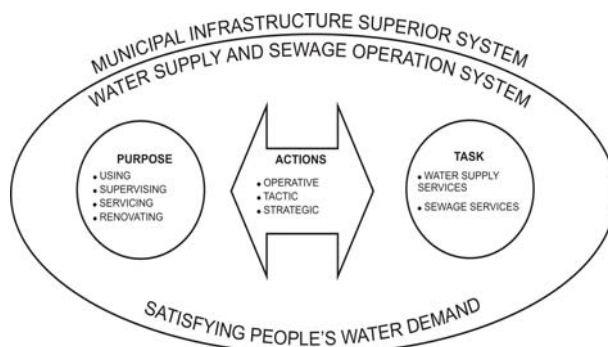 MUNICIPAL INFRASTRUCTURE SUPERIOR SYSTEM
WATER SUPPLY AND SEWAGE OPERATION SYSTEM
PURPOSE
• USING
• SUPERVISING
• SERVICING
• RENOVATING
ACTIONS
• OPERATIVE
• TACTIC
• STRATEGIC
TASK
• WATER SUPPLY
SERVICES
• SEWAGE SERVICES
SATISFYING PEOPLE'S WATER DEMAND